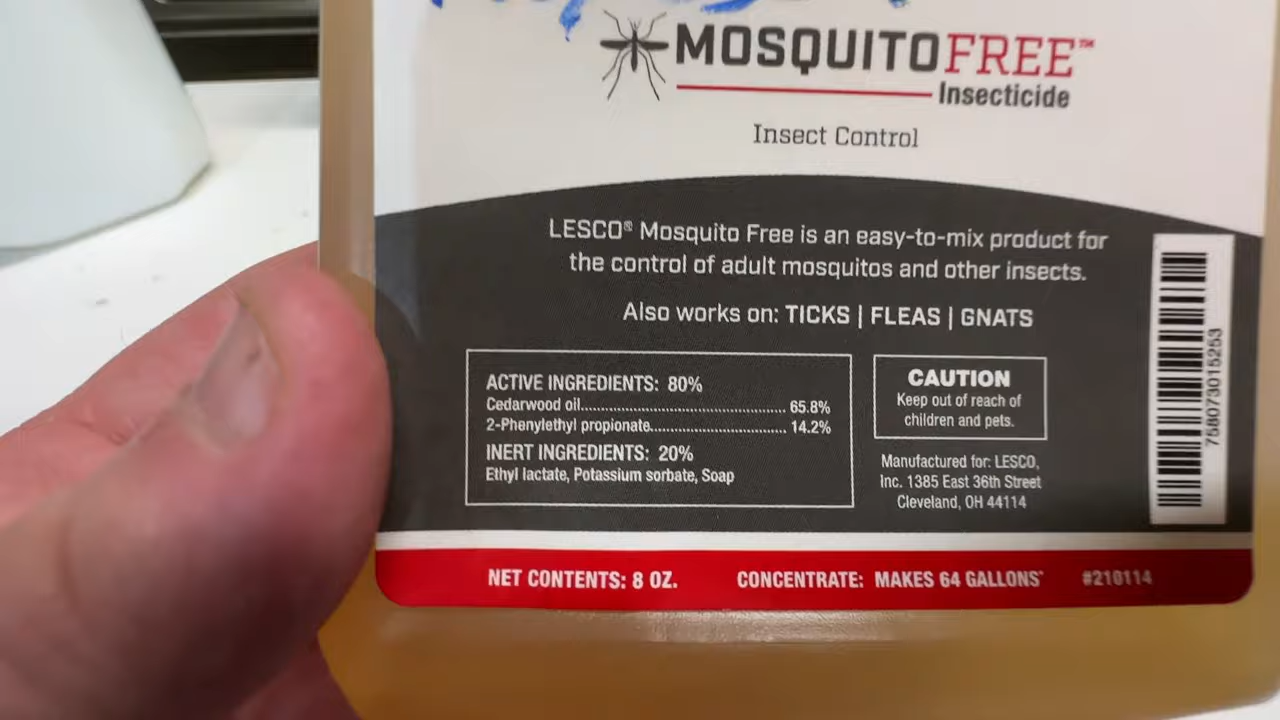 MOSQUITOFREE™
Insecticide
Insect Control
LESCO® Mosquito Free is an easy-to-mix product for
the control of adult mosquitos and other insects.
Also works on: TICKS | FLEAS | GNATS
ACTIVE INGREDIENTS: 80%
Cedarwood oil.......................................... 65.8%
2-Phenylethyl propionate........................... 14.2%
INERT INGREDIENTS: 20%
Ethyl lactate, Potassium sorbate, Soap
CAUTION
Keep out of reach of
children and pets.
Manufactured for: LESCO,
Inc. 1385 East 36th Street
Cleveland, OH 44114
758073015253
NET CONTENTS: 8 OZ. CONCENTRATE: MAKES 64 GALLONS* #210114